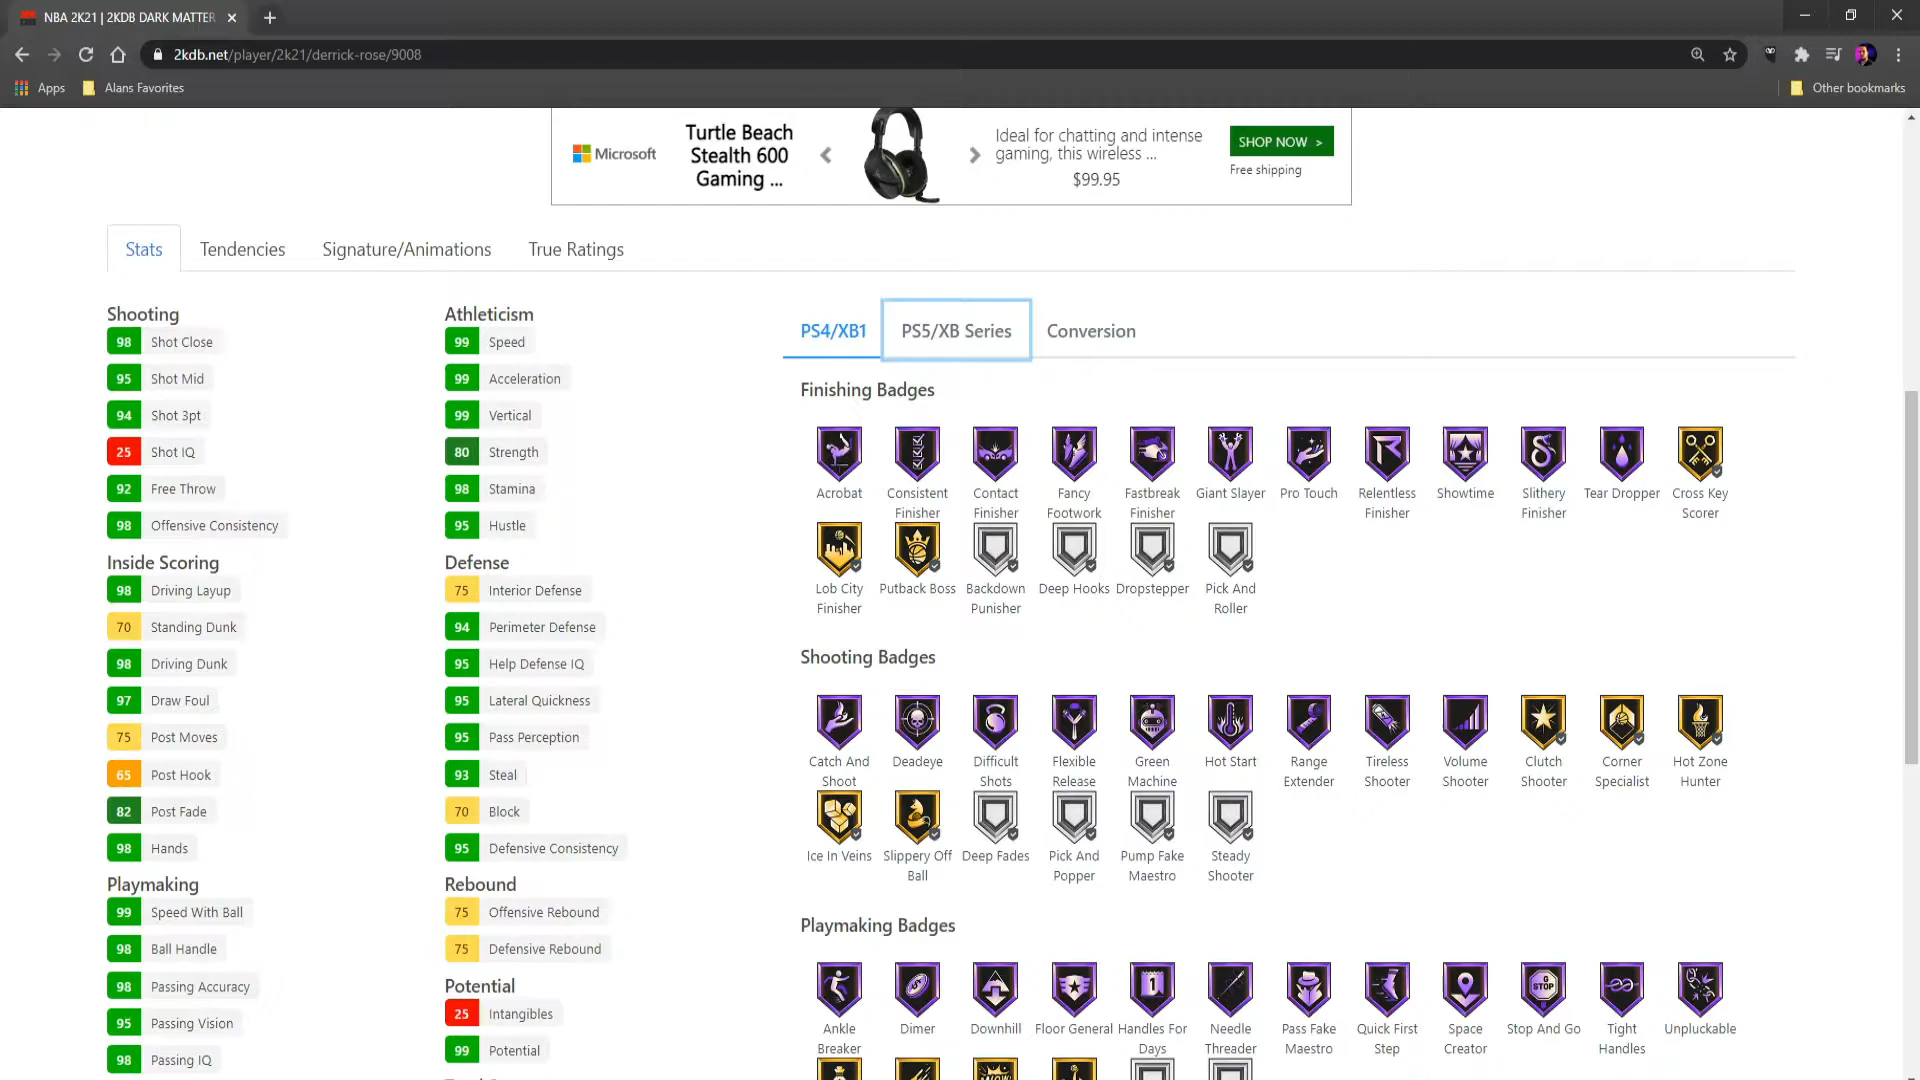 NBA 2K21 | 2KDB DARK MATTER
2kdb.net/player/2k21/derrick-rose/9008
Apps
Alans Favorites
Other bookmarks
Microsoft
Turtle Beach
Stealth 600
Gaming ...
Ideal for chatting and intense
gaming, this wireless ...
$99.95
SHOP NOW >
Free shipping
Stats
Tendencies
Signature/Animations
True Ratings
Shooting
98 Shot Close
95 Shot Mid
94 Shot 3pt
25 Shot IQ
92 Free Throw
98 Offensive Consistency
Inside Scoring
98 Driving Layup
70 Standing Dunk
98 Driving Dunk
97 Draw Foul
75 Post Moves
65 Post Hook
82 Post Fade
98 Hands
Playmaking
99 Speed With Ball
98 Ball Handle
98 Passing Accuracy
95 Passing Vision
98 Passing IQ
Athleticism
99 Speed
99 Acceleration
99 Vertical
80 Strength
98 Stamina
95 Hustle
Defense
75 Interior Defense
94 Perimeter Defense
95 Help Defense IQ
95 Lateral Quickness
95 Pass Perception
93 Steal
70 Block
95 Defensive Consistency
Rebound
75 Offensive Rebound
75 Defensive Rebound
Potential
25 Intangibles
99 Potential
PS4/XB1
PS5/XB Series
Conversion
Finishing Badges
Acrobat
Consistent
Finisher
Contact
Finisher
Fancy
Footwork
Fastbreak
Finisher
Giant Slayer
Pro Touch
Relentless
Finisher
Showtime
Slithery
Finisher
Tear Dropper
Cross Key
Scorer
Lob City
Finisher
Putback Boss
Backdown
Punisher
Deep Hooks
Dropstepper
Pick And
Roller
Shooting Badges
Catch And
Shoot
Deadeye
Difficult
Shots
Flexible
Release
Green
Machine
Hot Start
Range
Extender
Tireless
Shooter
Volume
Shooter
Clutch
Shooter
Corner
Specialist
Hot Zone
Hunter
Ice In Veins
Slippery Off
Ball
Deep Fades
Pick And
Popper
Pump Fake
Maestro
Steady
Shooter
Playmaking Badges
Ankle
Breaker
Dimer
Downhill
Floor General
1
Handles For
Days
Needle
Threader
Pass Fake
Maestro
Quick First
Step
Space
Creator
G
STOP
Stop And Go
Tight
Handles
Unpluckable